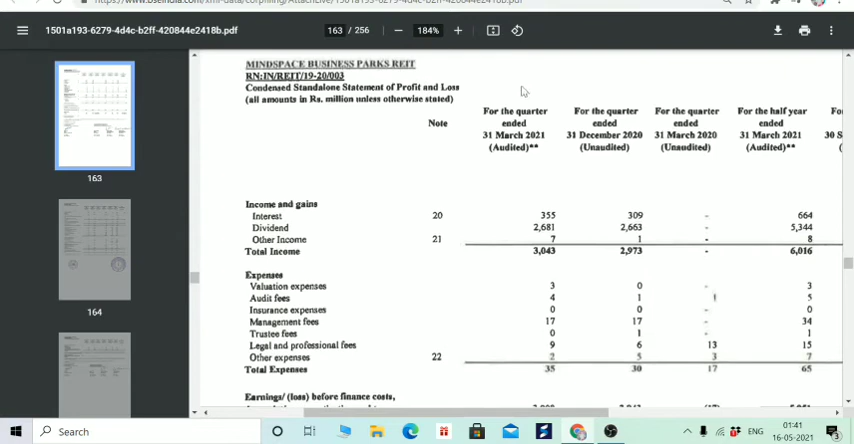 1501a193-6279-4d4c-b2ff-420844e2418b.pdf 163 / 256 184%
163
164
MINDSPACE BUSINESS PARKS REIT
RN:IN/REIT/19-20/003
Condensed Standalone Statement of Profit and Loss
(all amounts in Rs. million unless otherwise stated)
Note
For the quarter ended 31 March 2021 (Audited)**
For the quarter ended 31 December 2020 (Unaudited)
For the quarter ended 31 March 2020 (Unaudited)
For the half year ended 31 March 2021 (Audited)**
Income and gains
Interest 20 355 309 - 664
Dividend 2,681 2,663 - 5,344
Other Income 21 7 1 - 8
Total Income 3,043 2,973 - 6,016
Expenses
Valuation expenses 3 0 - 3
Audit fees 4 1 5
Insurance expenses 0 0 - 0
Management fees 17 17 - 34
Trustee fees 0 1 - 1
Legal and professional fees 9 6 13 15
Other expenses 22 2 5 3 7
Total Expenses 35 30 17 65
Earnings/ (loss) before finance costs,
Search
ENG
01:41
16-05-2021
3